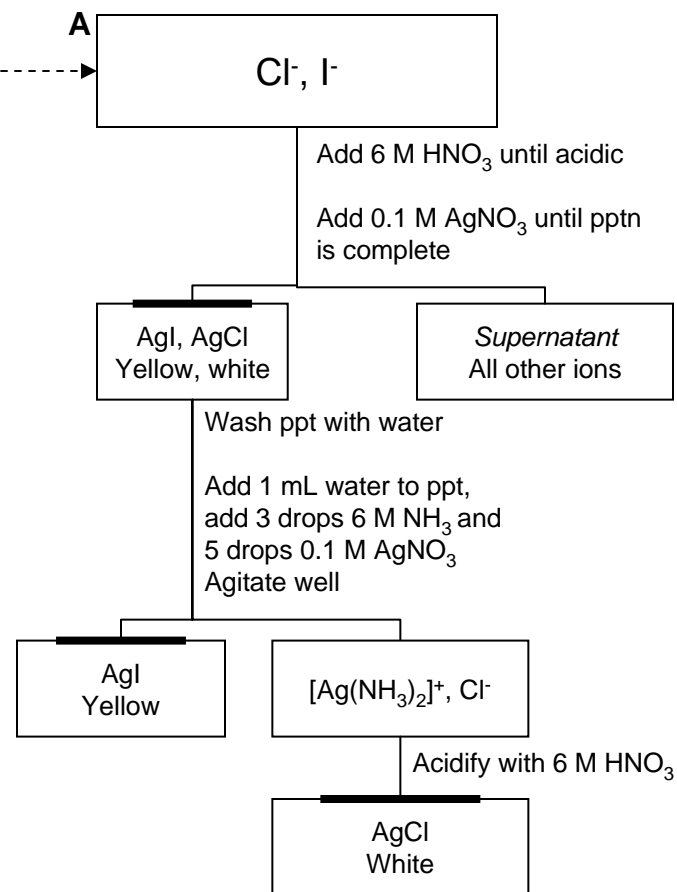 A
Cl⁻, I⁻
Add 6 M HNO₃ until acidic
Add 0.1 M AgNO₃ until pptn
is complete
AgI, AgCl
Yellow, white
Supernatant
All other ions
Wash ppt with water
Add 1 mL water to ppt,
add 3 drops 6 M NH₃ and
5 drops 0.1 M AgNO₃
Agitate well
AgI
Yellow
[Ag(NH₃)₂]⁺, Cl⁻
Acidify with 6 M HNO₃
AgCl
White